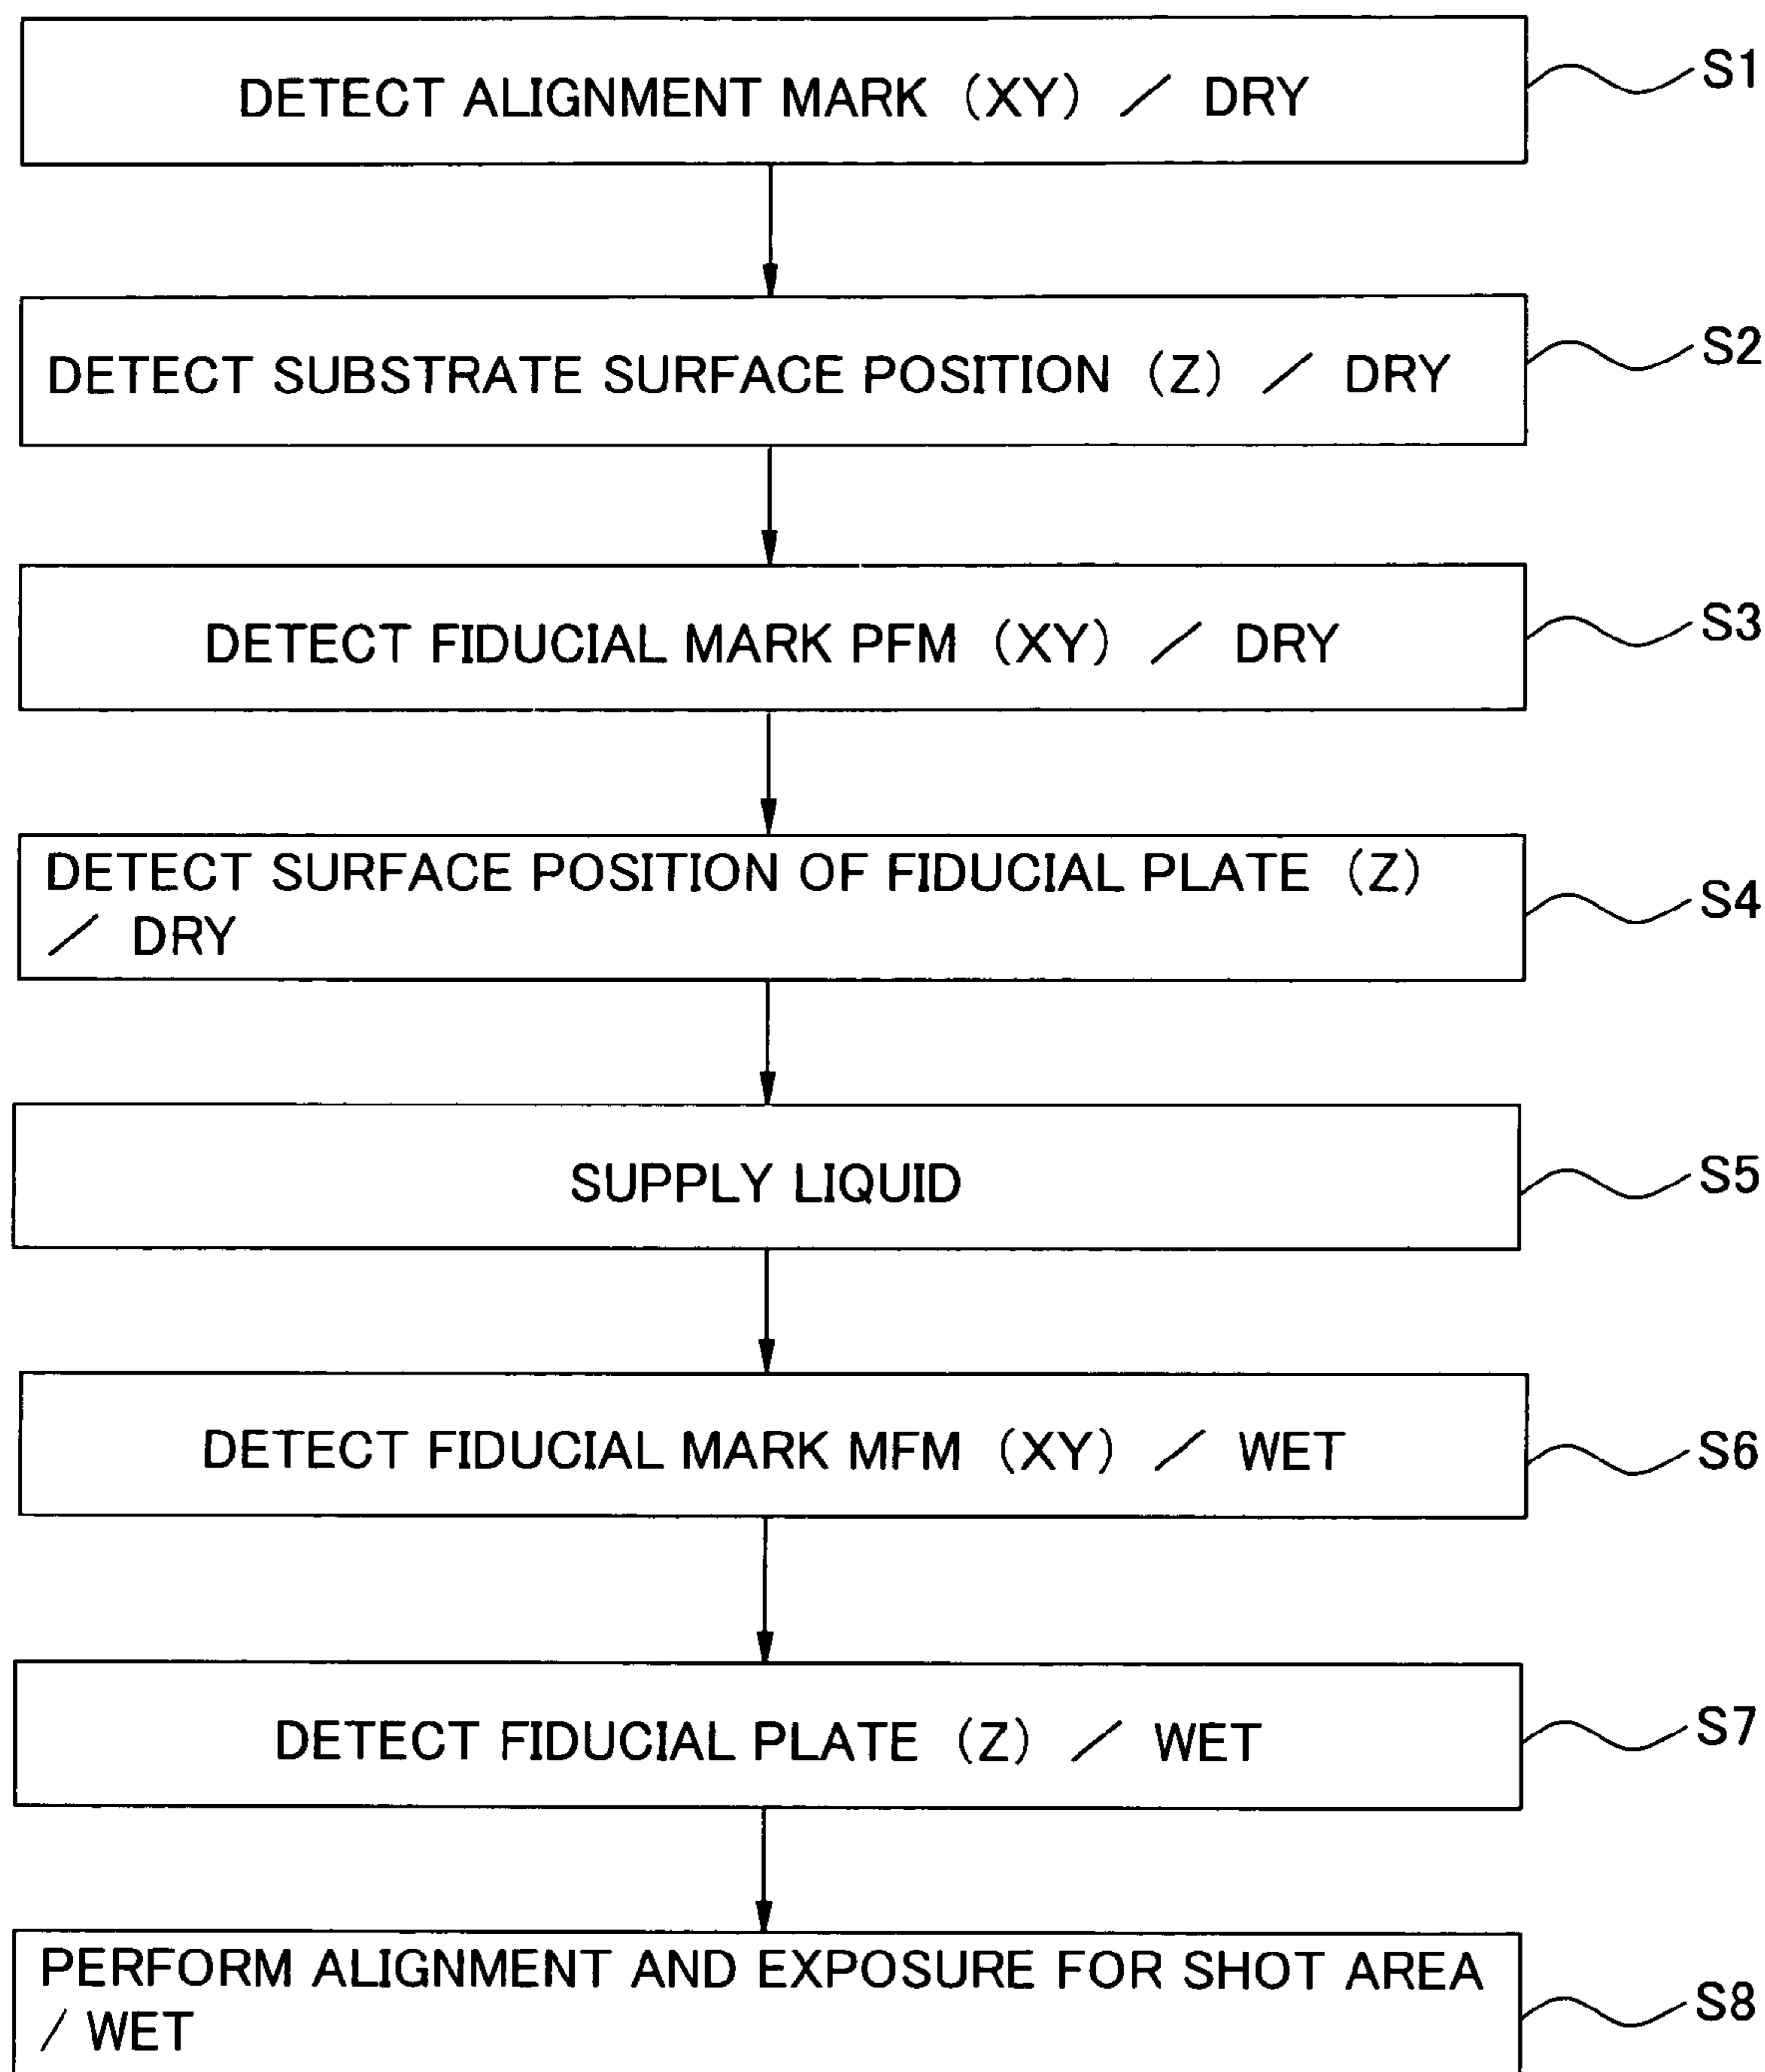 DETECT ALIGNMENT MARK (XY) / DRY
S1
DETECT SUBSTRATE SURFACE POSITION (Z) / DRY
S2
DETECT FIDUCIAL MARK PFM (XY) / DRY
S3
DETECT SURFACE POSITION OF FIDUCIAL PLATE (Z)
/ DRY
S4
SUPPLY LIQUID
S5
DETECT FIDUCIAL MARK MFM (XY) / WET
S6
DETECT FIDUCIAL PLATE (Z) / WET
S7
PERFORM ALIGNMENT AND EXPOSURE FOR SHOT AREA
/ WET
S8